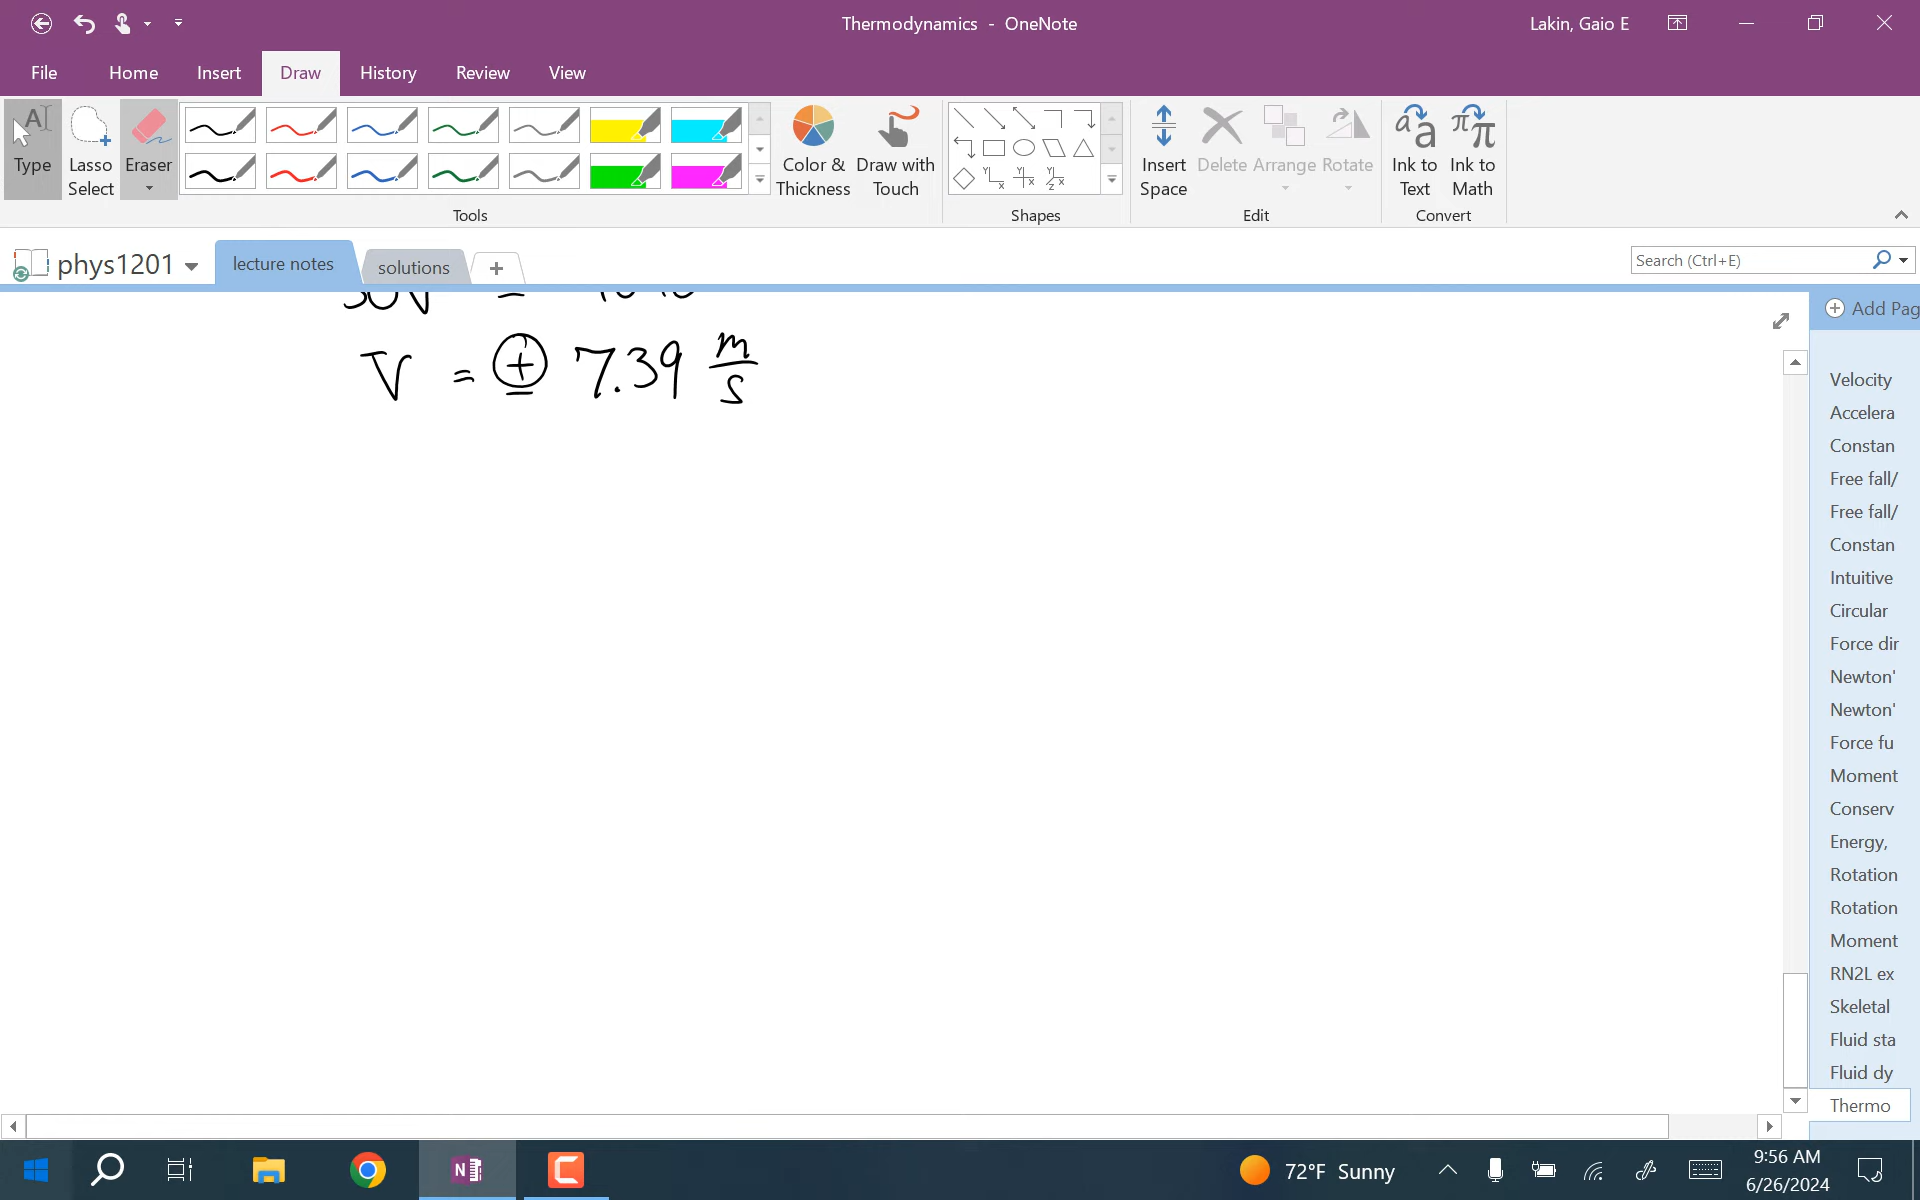 Thermodynamics - OneNote
Lakin, Gaio E
File Home Insert Draw History Review View
Type
Lasso Select
Eraser
Color & Thickness
Draw with Touch
Insert Space
Delete
Arrange
Rotate
Ink to Text
Ink to Math
Tools
Shapes
Edit
Convert
phys1201
lecture notes
solutions
Search (Ctrl+E)
V = ± 7.39 m/s
Add Pag
Velocity
Accelera
Constan
Free fall/
Free fall/
Constan
Intuitive
Circular
Force dir
Newton'
Newton'
Force fu
Moment
Conserv
Energy,
Rotation
Rotation
Moment
RN2L ex
Skeletal
Fluid sta
Fluid dy
Thermo
72°F Sunny
9:56 AM
6/26/2024